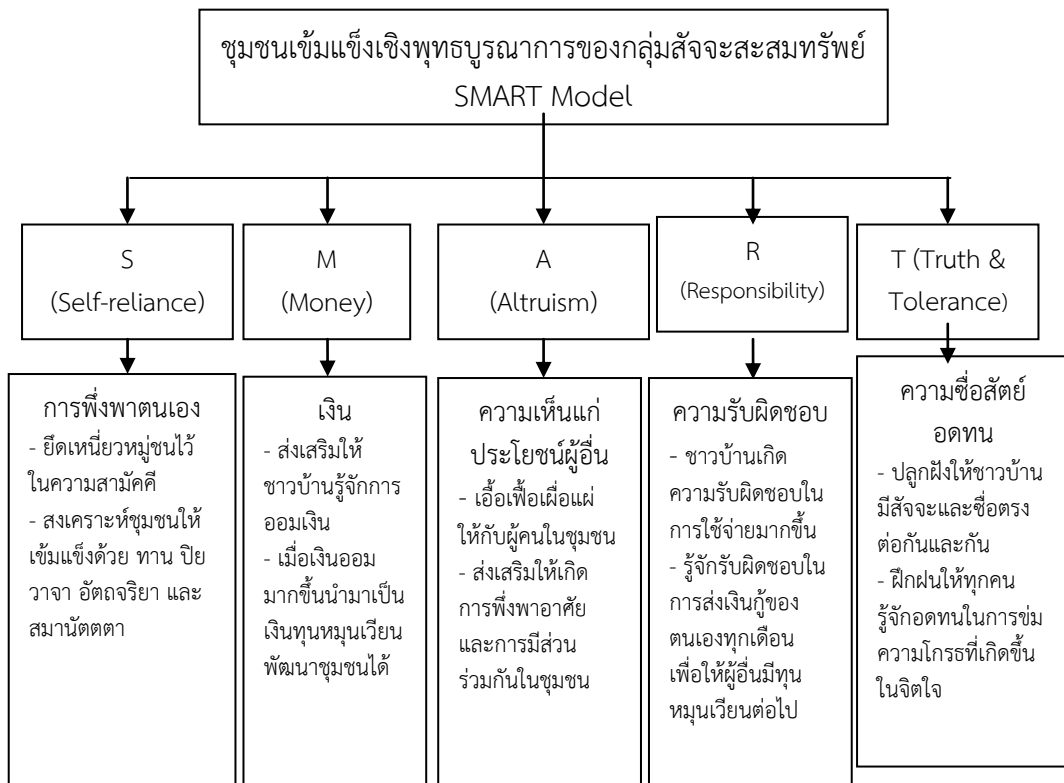 ชุมชนเข้มแข็งเชิงพุทธบูรณาการของกลุ่มสัจจะสะสมทรัพย์
SMART Model
S
(Self-reliance)
M
(Money)
A
(Altruism)
R
(Responsibility)
T (Truth &
Tolerance)
การพึ่งพาตนเอง
- ยึดเหนี่ยวหมู่ชนไว้
ในความสามัคคี
- สงเคราะห์ชุมชนให้
เข้มแข็งด้วย ทาน ปิย
วาจา อัตถจริยา และ
สมานัตตตา
เงิน
- ส่งเสริมให้
ชาวบ้านรู้จักการ
ออมเงิน
- เมื่อเงินออม
มากขึ้นนำมาเป็น
เงินทุนหมุนเวียน
พัฒนาชุมชนได้
ความเห็นแก่
ประโยชน์ผู้อื่น
- เอื้อเฟื้อเผื่อแผ่
ให้กับผู้คนในชุมชน
- ส่งเสริมให้เกิด
การพึ่งพาอาศัย
และการมีส่วน
ร่วมกันในชุมชน
ความรับผิดชอบ
- ชาวบ้านเกิด
ความรับผิดชอบใน
การใช้จ่ายมากขึ้น
- รู้จักรับผิดชอบใน
การส่งเงินกู้ของ
ตนเองทุกเดือน
เพื่อให้ผู้อื่นมีทุน
หมุนเวียนต่อไป
ความซื่อสัตย์
อดทน
- ปลูกฝังให้ชาวบ้าน
มีสัจจะและซื่อตรง
ต่อกันและกัน
- ฝึกฝนให้ทุกคน
รู้จักอดทนในการข่ม
ความโกรธที่เกิดขึ้น
ในจิตใจ